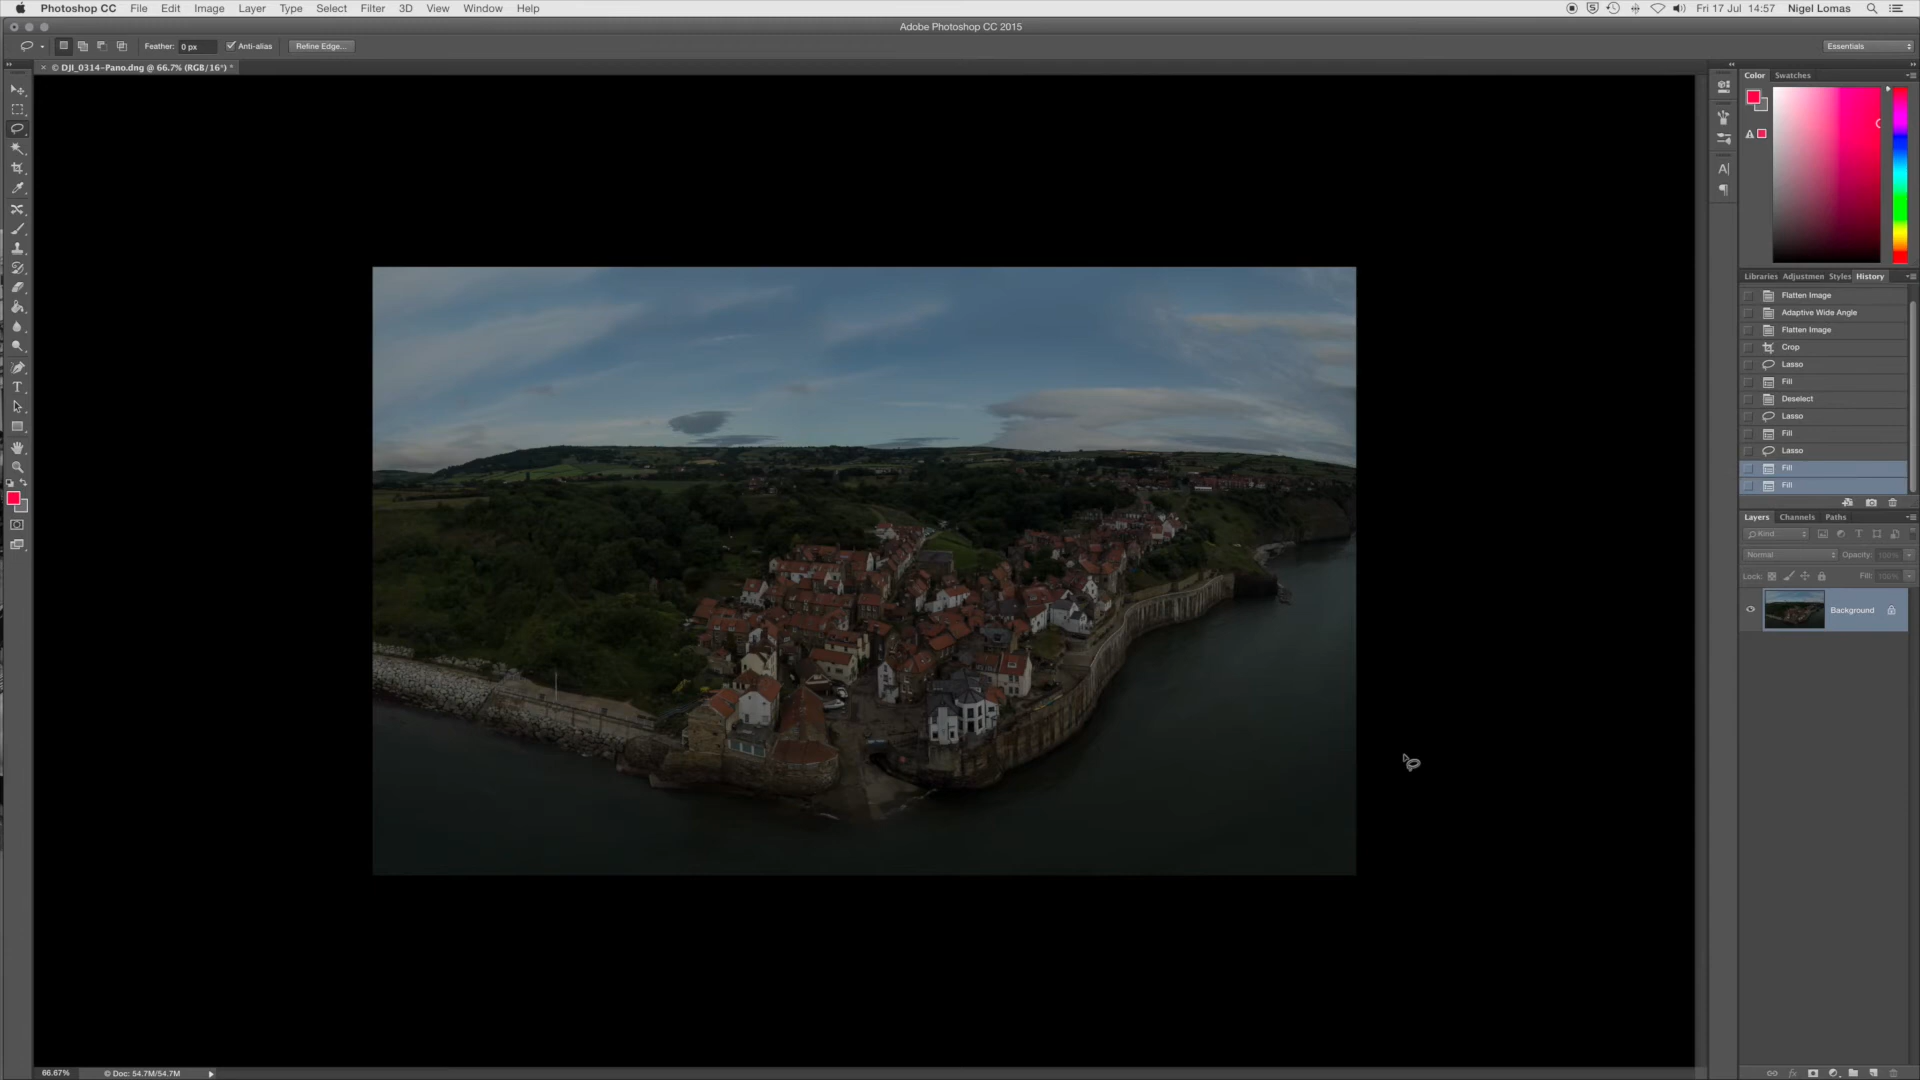 Photoshop CC File Edit Image Layer Type Select Filter 3D View Window Help Fri 17 Jul 14:57 Nigel Lomas
Adobe Photoshop CC 2015
Feather: 0 px Anti-alias Refine Edge... Essentials
× © DJI_0314-Pano.dng @ 66.7% (RGB/16*) *
Color Swatches
Libraries Adjustmen Styles History
Flatten Image
Adaptive Wide Angle
Flatten Image
Crop
Lasso
Fill
Deselect
Lasso
Fill
Lasso
Fill
Fill
Layers Channels Paths
Kind
Normal Opacity: 100%
Lock: Fill: 100%
Background
66.67% © Doc: 54.7M/54.7M